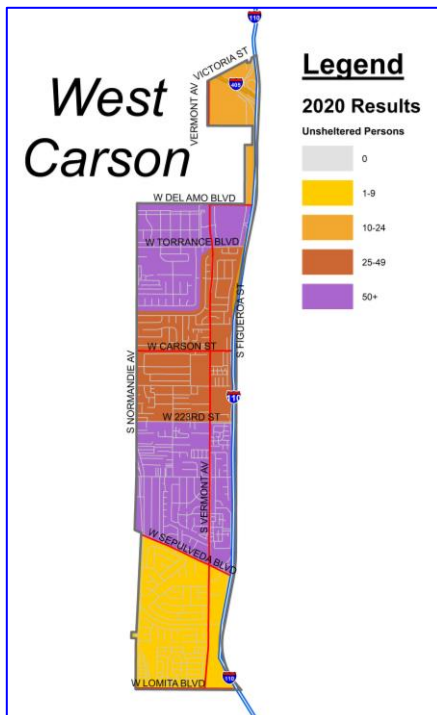 West
Carson
110
VICTORIA ST
405
VERMONT AV
W DEL AMO BLVD
W TORRANCE BLVD
S FIGUEROA ST
W CARSON ST
S NORMANDIE AV
110
W 223RD ST
S VERMONT AV
W SEPULVEDA BLVD
110
W LOMITA BLVD
Legend
2020 Results
Unsheltered Persons
0
1-9
10-24
25-49
50+